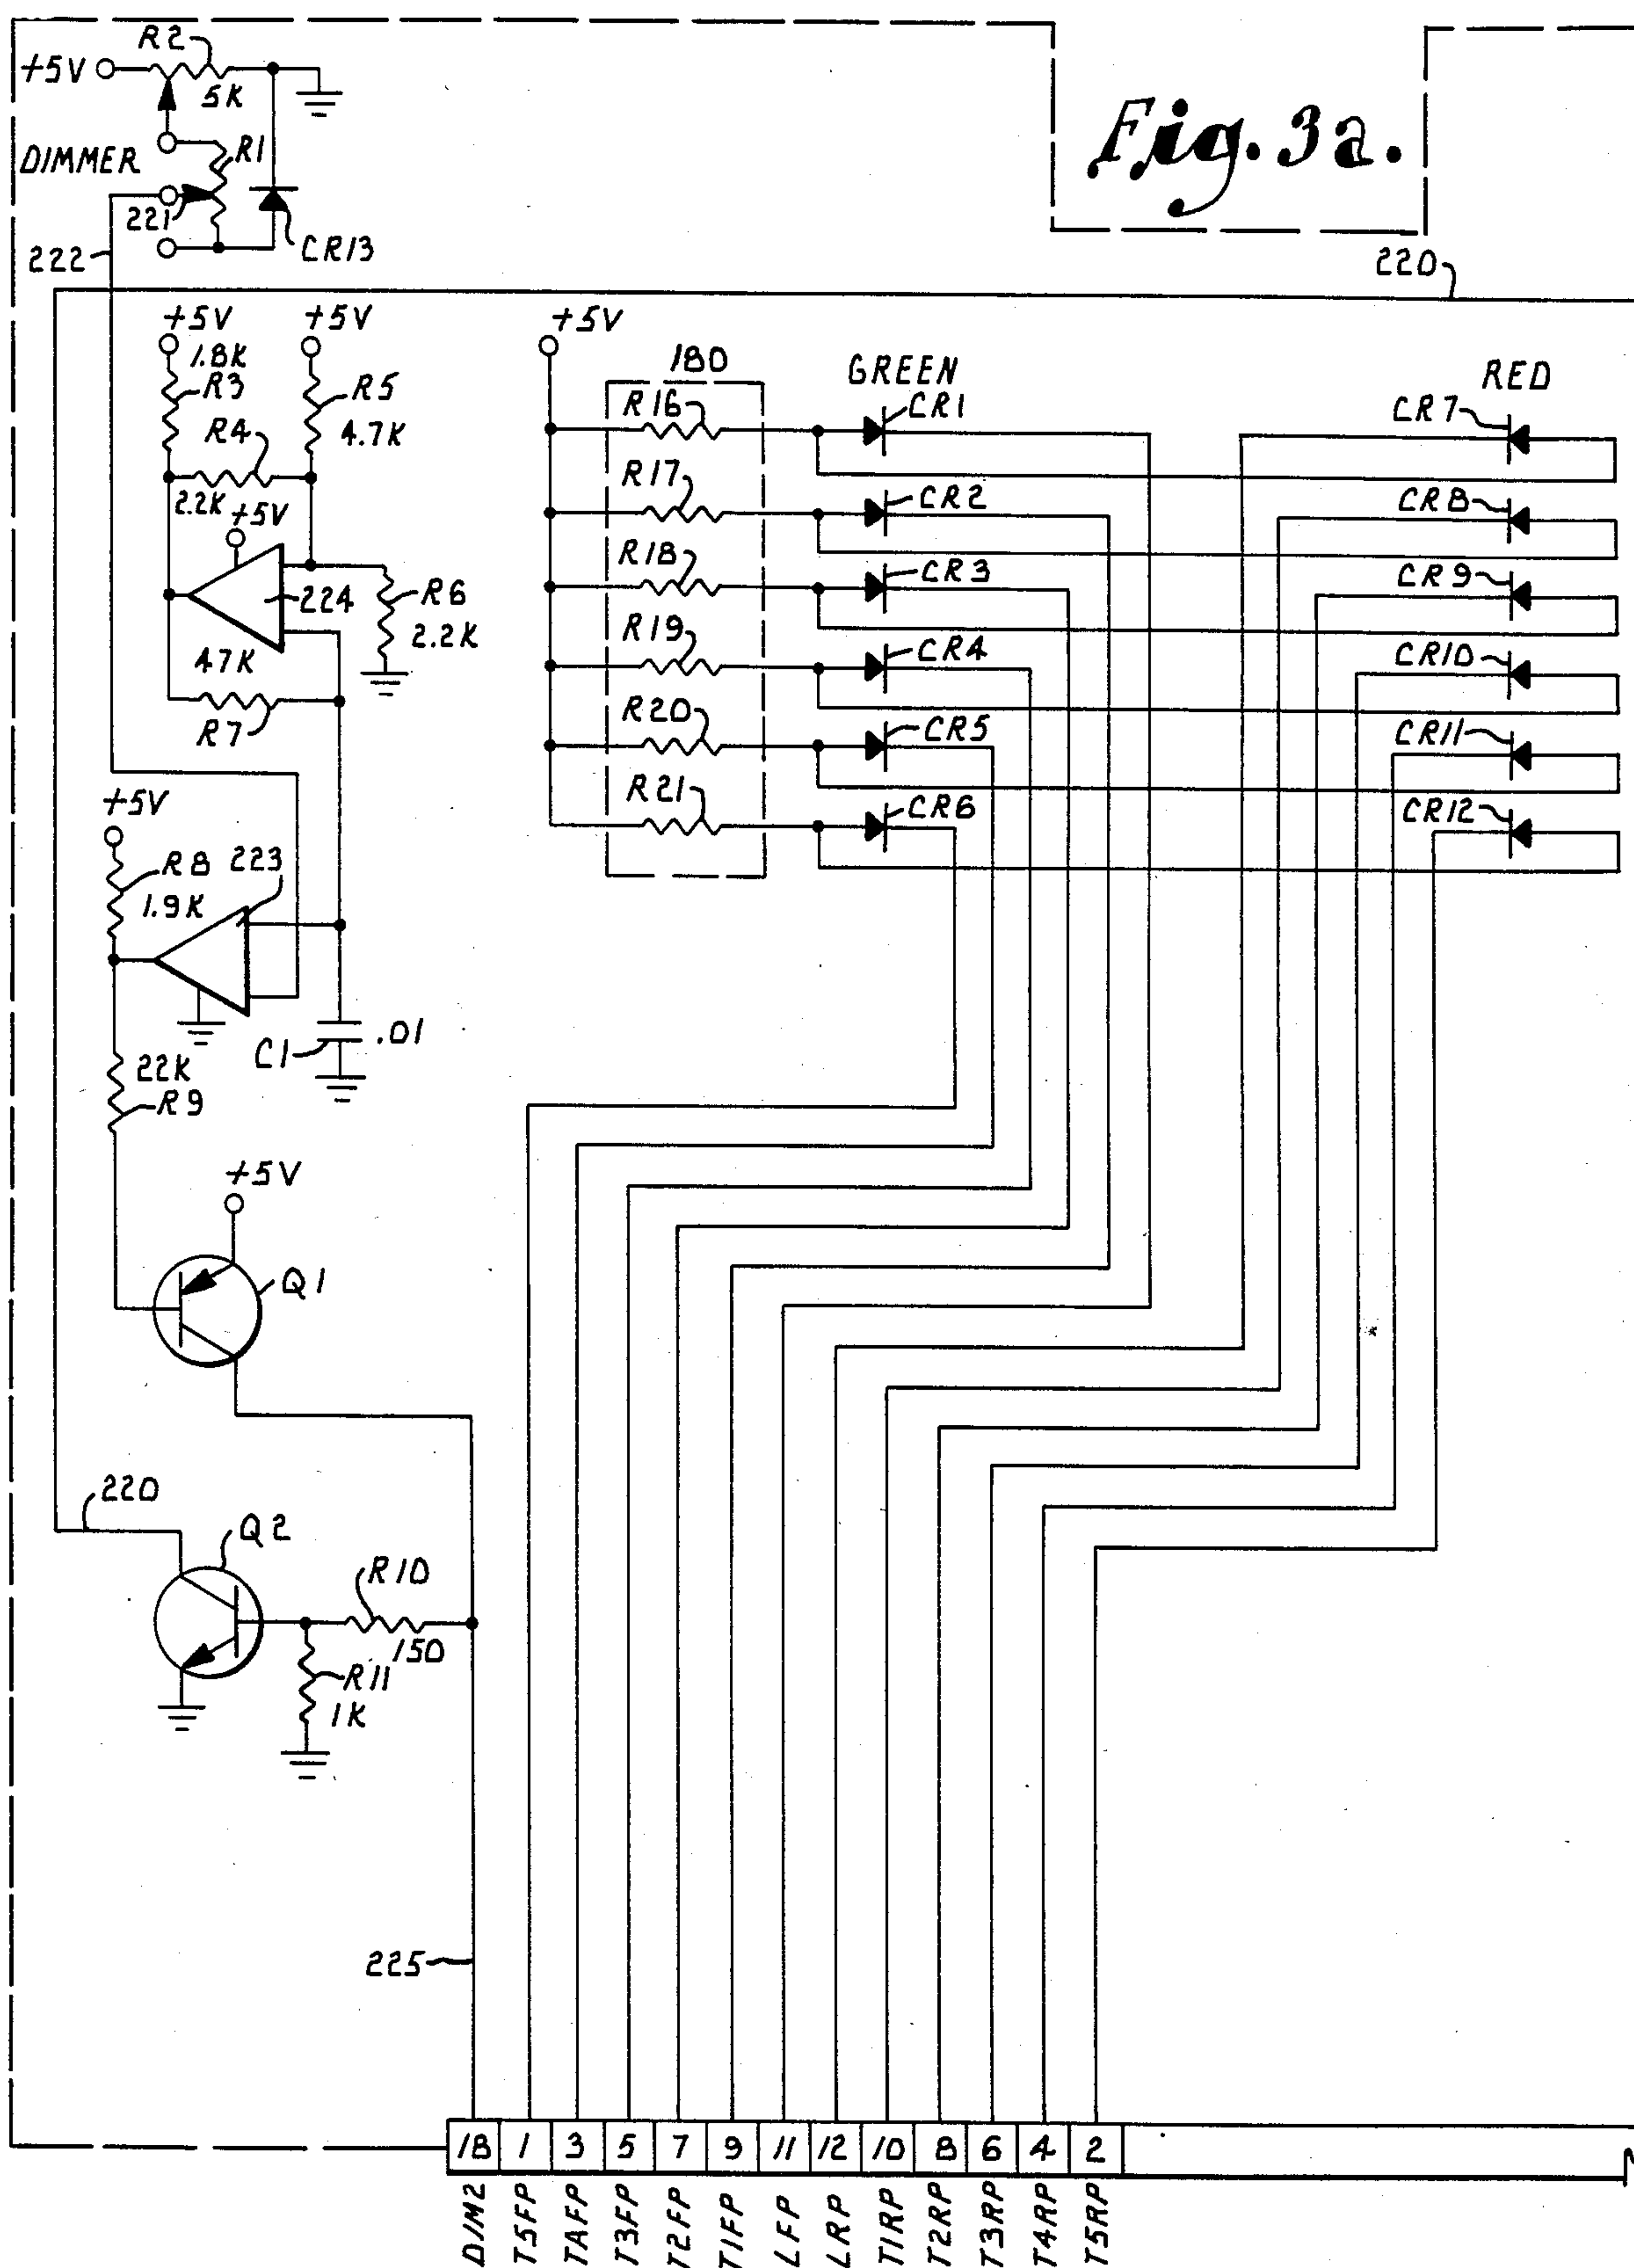 R2
+5V
5K
Fig. 3a.
DIMMER
R1
221
222
CR13
220
+5V
+5V
+5V
1.8K
R3
R5
4.7K
R4
2.2K
+5V
224
R6
2.2K
47K
R7
180
GREEN
RED
R16
CR1
CR7
R17
CR2
CR8
R18
CR3
CR9
R19
CR4
CR10
R20
CR5
CR11
R21
CR6
CR12
+5V
R8
223
1.9K
C1
.01
22K
R9
+5V
Q1
220
Q2
R10
150
R11
1K
225
18 1 3 5 7 9 11 12 10 8 6 4 2
DIM2
T5FP
TAFP
T3FP
T2FP
T1FP
LFP
LRP
T1RP
T2RP
T3RP
T4RP
T5RP